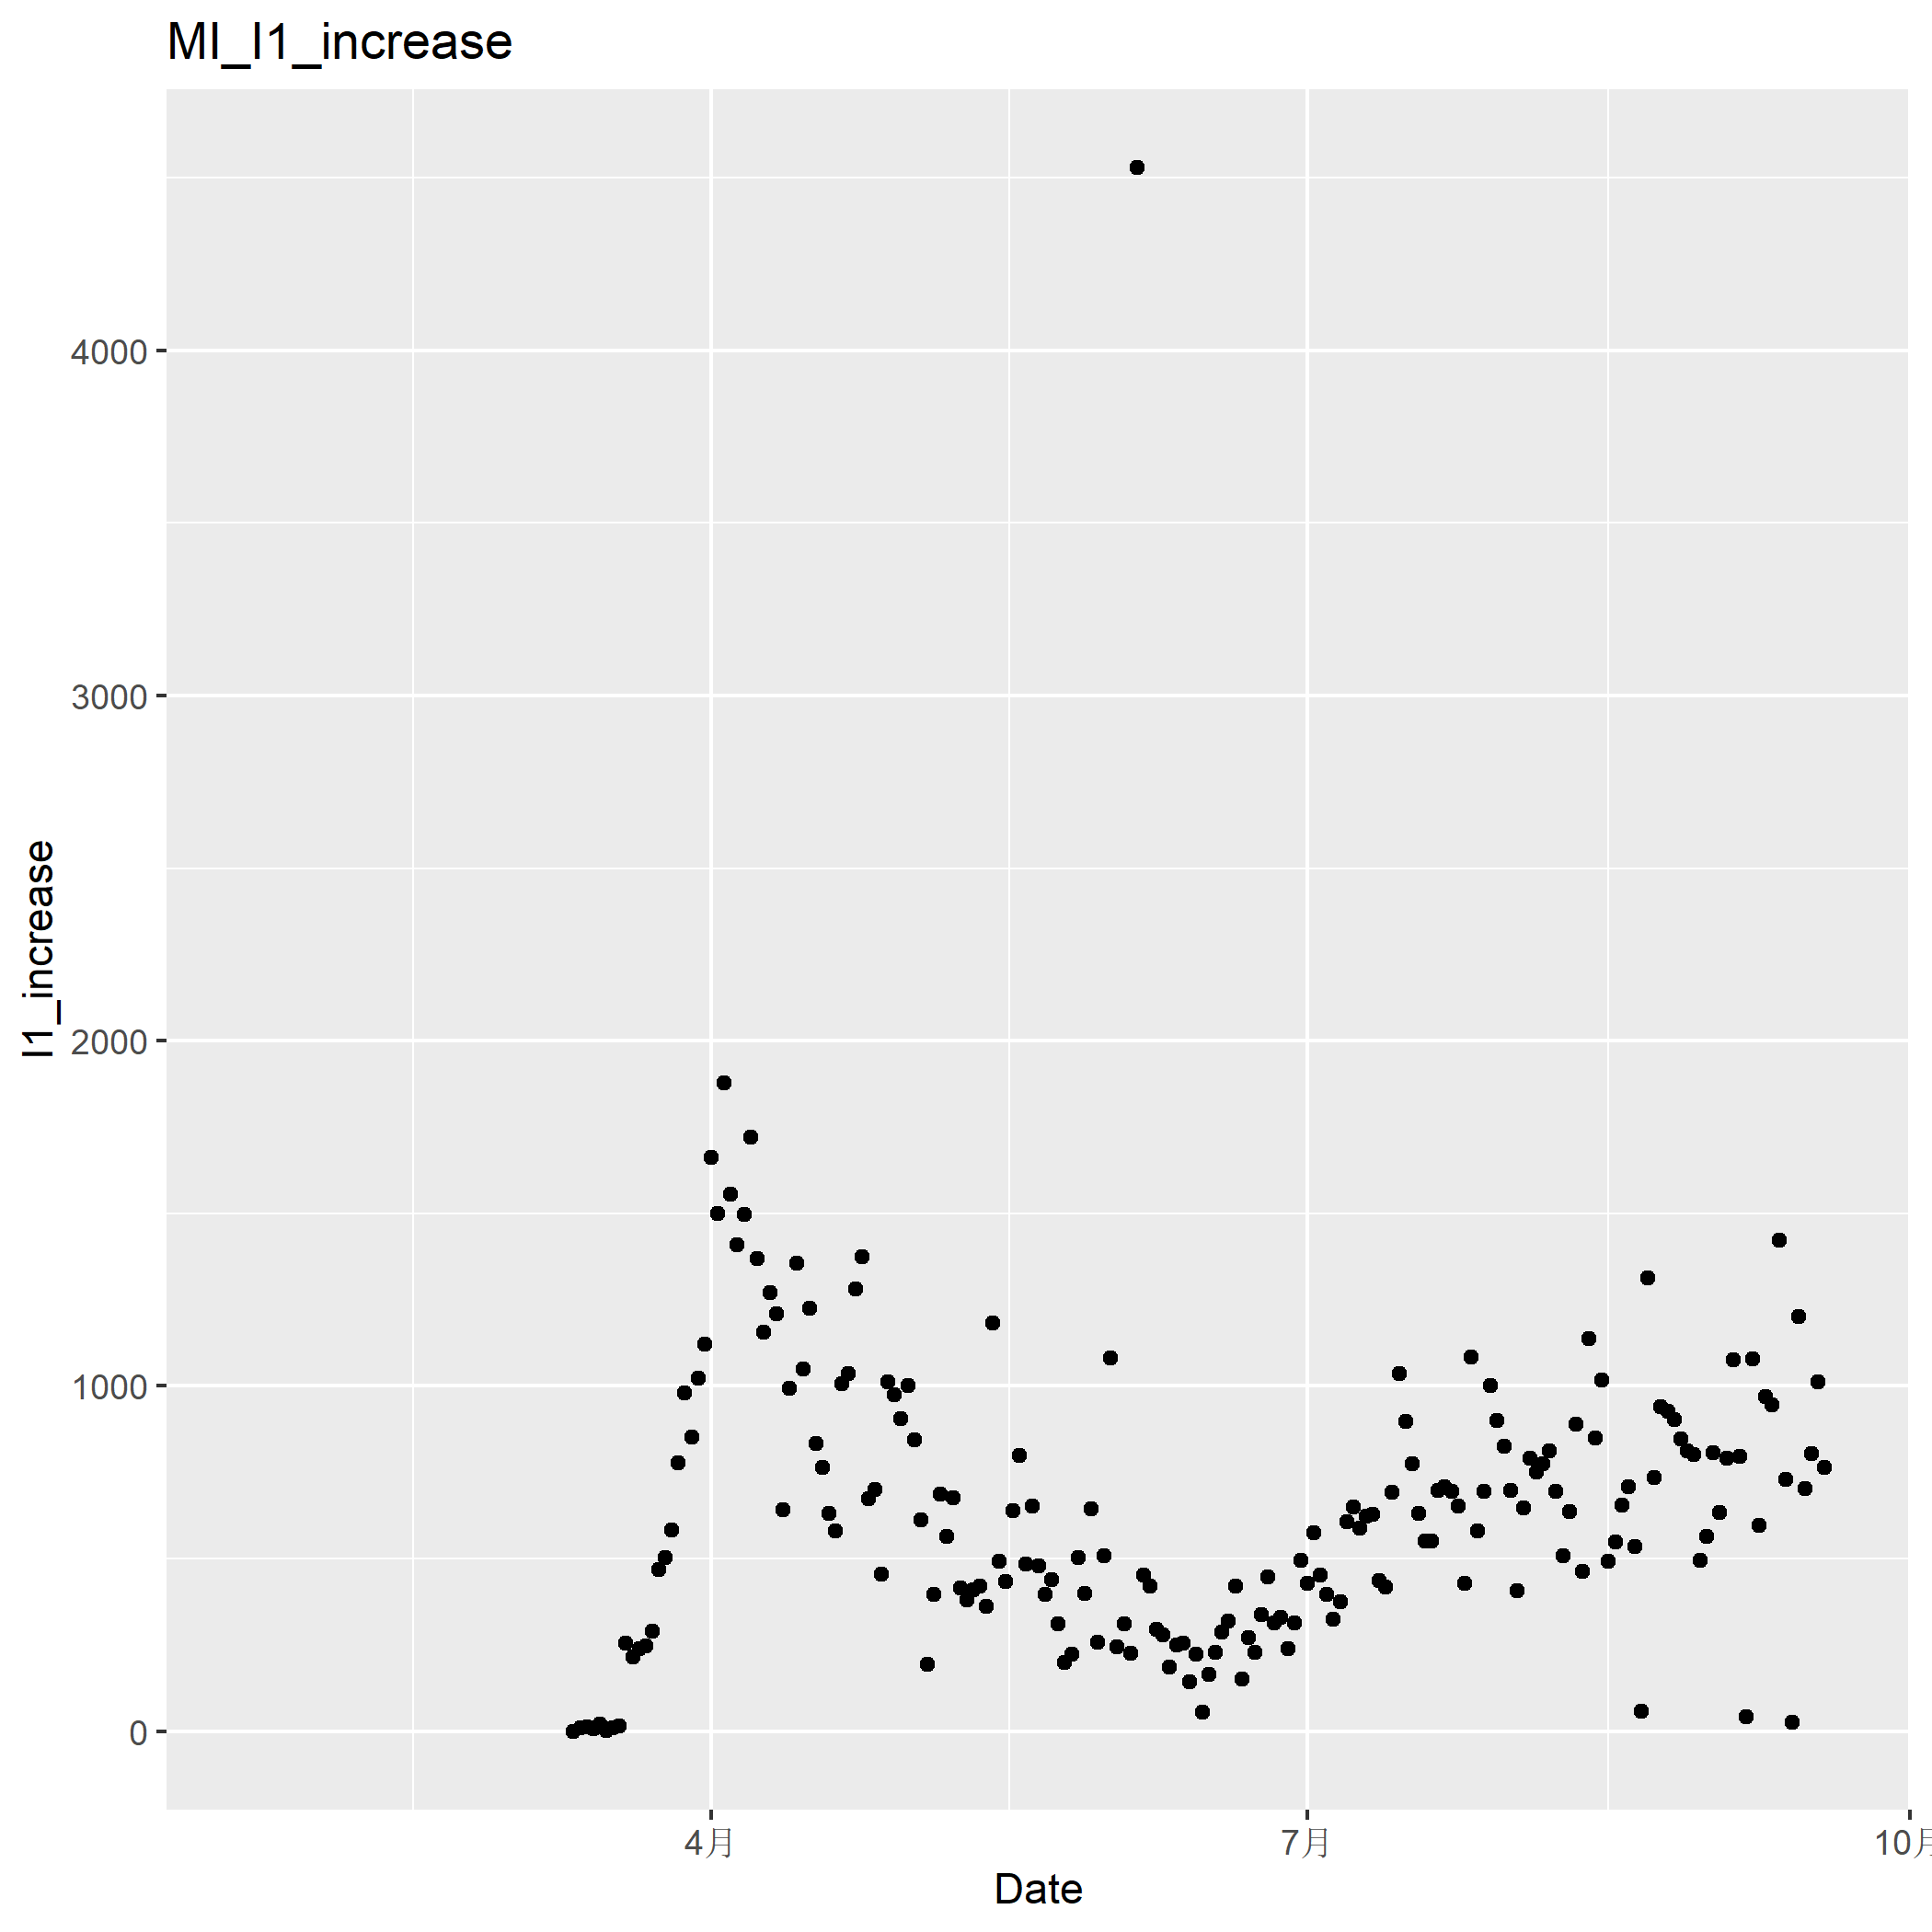 MI_I1_increase
4000
3000
2000
1000
0
I1_increase
4月
7月
10月
Date